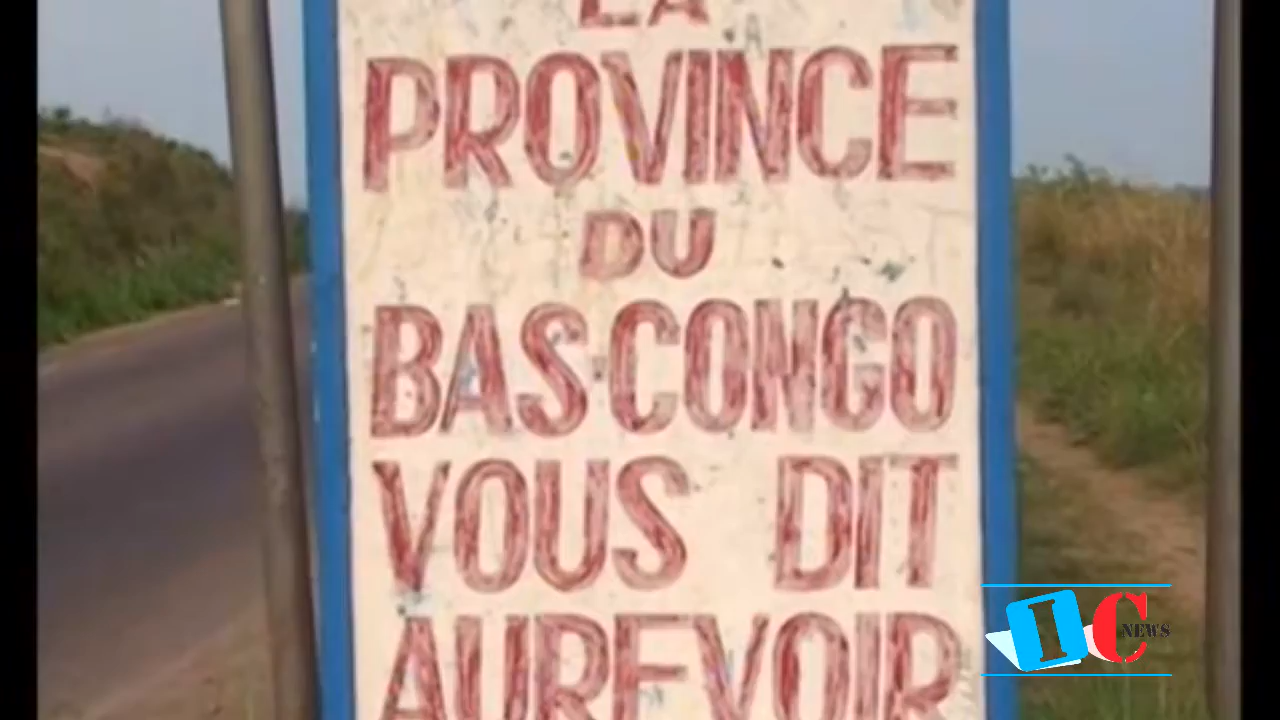 LA
PROVINCE
DU
BAS CONGO
VOUS DIT
AUREVOIR
IC NEWS